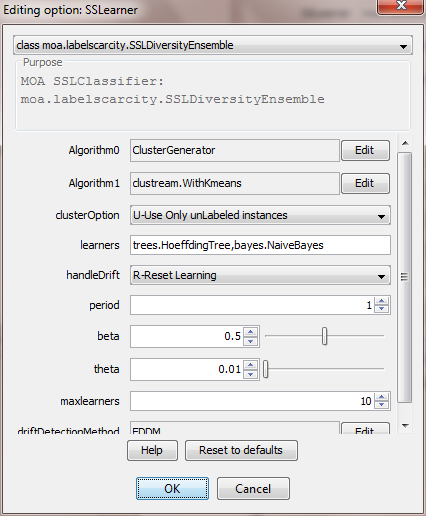 Editing option: SSLearner
class moa.labelscarcity.SSLDiversityEnsemble
Purpose
MOA SSLClassifier:
moa.labelscarcity.SSLDiversityEnsemble
Algorithm0 ClusterGenerator Edit
Algorithm1 clustream.WithKmeans Edit
clusterOption U-Use Only unLabeled instances
learners trees.HoeffdingTree,bayes.NaiveBayes
handleDrift R-Reset Learning
period 1
beta 0.5
theta 0.01
maxlearners 10
driftDetectionMethod EDDM Edit
Help Reset to defaults
OK Cancel